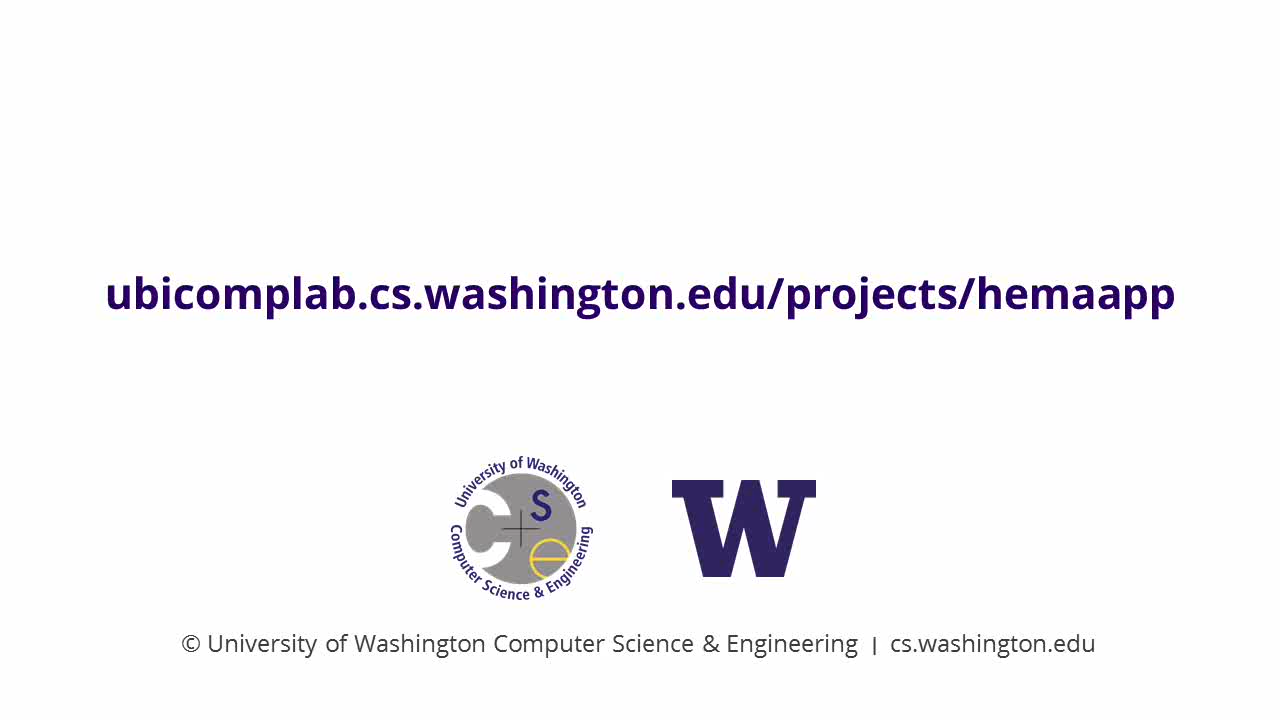 ubicomplab.cs.washington.edu/projects/hemaapp
University of Washington
Computer Science & Engineering
c s e
W
© University of Washington Computer Science & Engineering | cs.washington.edu